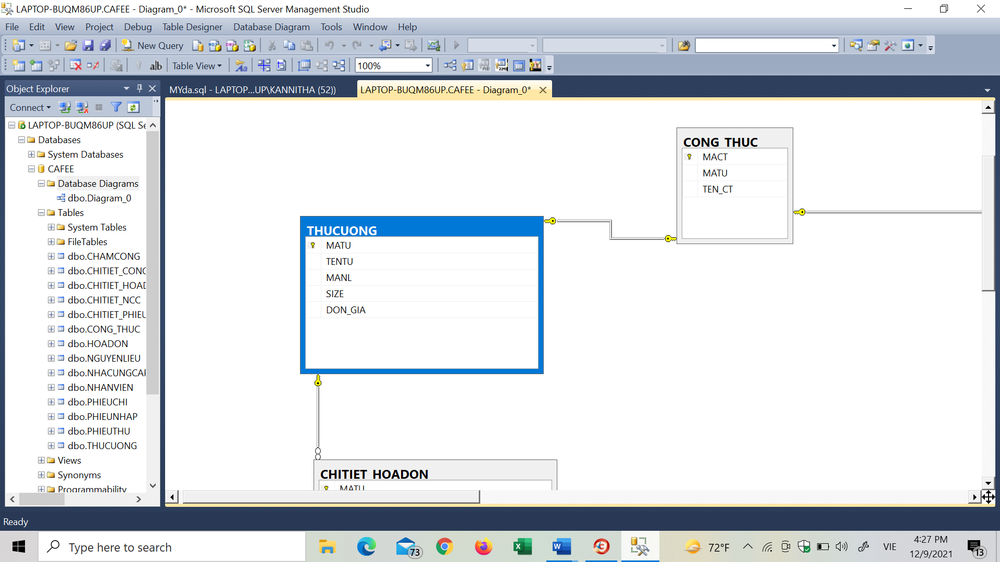 LAPTOP-BUQM86UP.CAFEE - Diagram_0* - Microsoft SQL Server Management Studio
File Edit View Project Debug Table Designer Database Diagram Tools Window Help
New Query
Table View
100%
Object Explorer
MYda.sql - LAPTOP...UP\KANNITHA (52))
LAPTOP-BUQM86UP.CAFEE - Diagram_0*
Connect
LAPTOP-BUQM86UP (SQL Se
Databases
System Databases
CAFEE
Database Diagrams
dbo.Diagram_0
Tables
System Tables
FileTables
dbo.CHAMCONG
dbo.CHITIET_CONG
dbo.CHITIET_HOAD
dbo.CHITIET_NCC
dbo.CHITIET_PHIEU
dbo.CONG_THUC
dbo.HOADON
dbo.NGUYENLIEU
dbo.NHACUNGCAP
dbo.NHANVIEN
dbo.PHIEUCHI
dbo.PHIEUNHAP
dbo.PHIEUTHU
dbo.THUCUONG
Views
Synonyms
Programmability
CONG_THUC
MACT
MATU
TEN_CT
THUCUONG
MATU
TENTU
MANL
SIZE
DON_GIA
CHITIET_HOADON
MATU
Ready
Type here to search
73
72°F
VIE
4:27 PM
12/9/2021
13